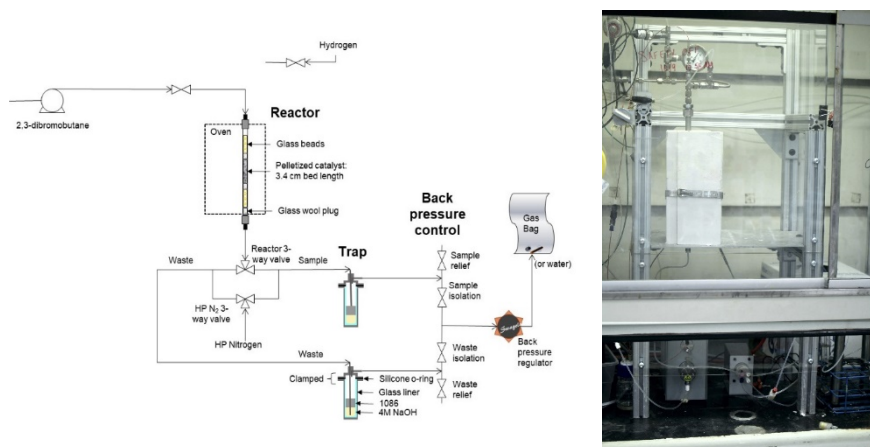 Hydrogen
2,3-dibromobutane
Reactor
Oven
Glass beads
Pelletized catalyst:
3.4 cm bed length
Glass wool plug
Back
pressure
control
Gas
Bag
(or water)
Reactor 3-
way valve
Waste
Sample
Trap
Sample
relief
Sample
isolation
HP N2 3-
way valve
HP Nitrogen
Swagelok
Back
pressure
regulator
Waste
isolation
Waste
Clamped
Silicone o-ring
Glass liner
1086
4M NaOH
Waste
relief